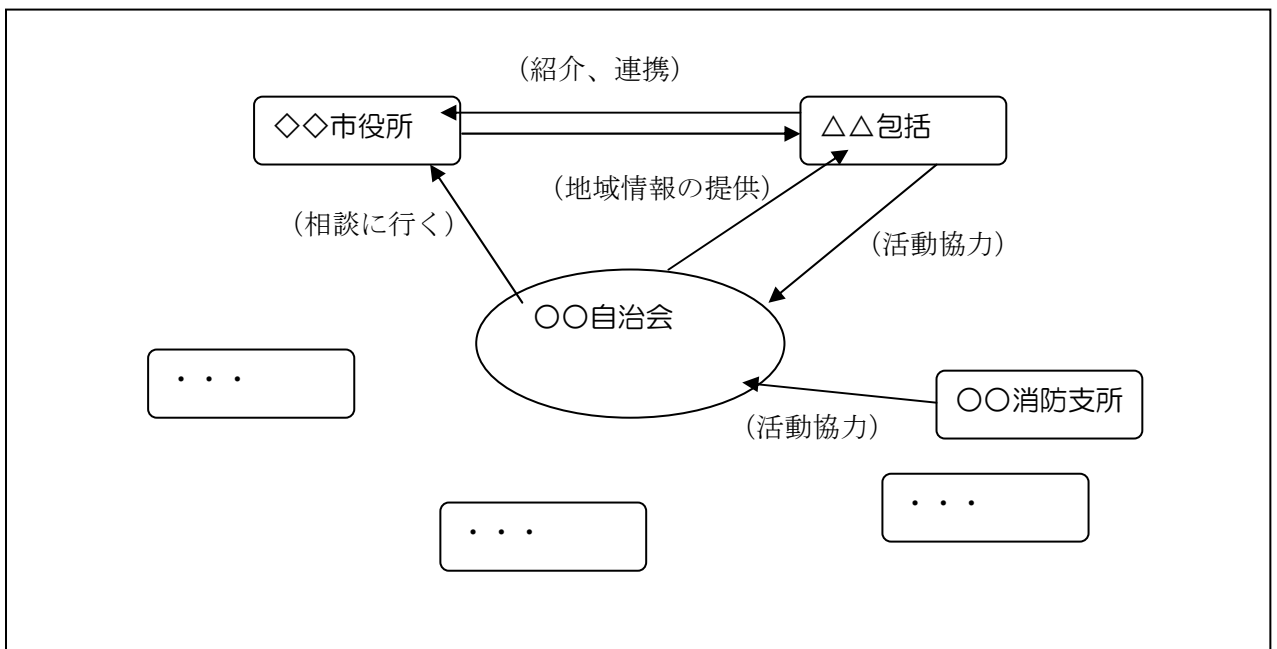 （紹介、連携）
◇◇市役所
△△包括
（地域情報の提供）
（相談に行く）
（活動協力）
〇〇自治会
・・・
〇〇消防支所
（活動協力）
・・・
・・・